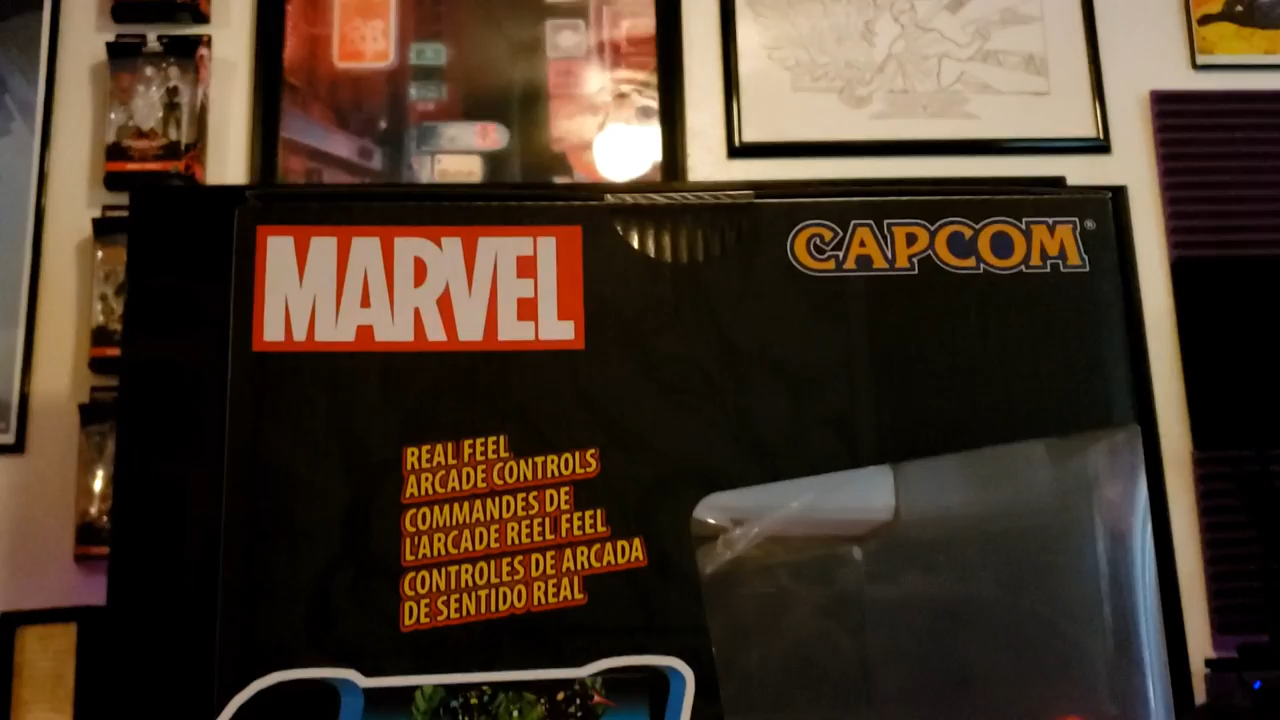 MARVEL
CAPCOM®
REAL FEEL
ARCADE CONTROLS
COMMANDES DE
L'ARCADE REEL FEEL
CONTROLES DE ARCADA
DE SENTIDO REAL